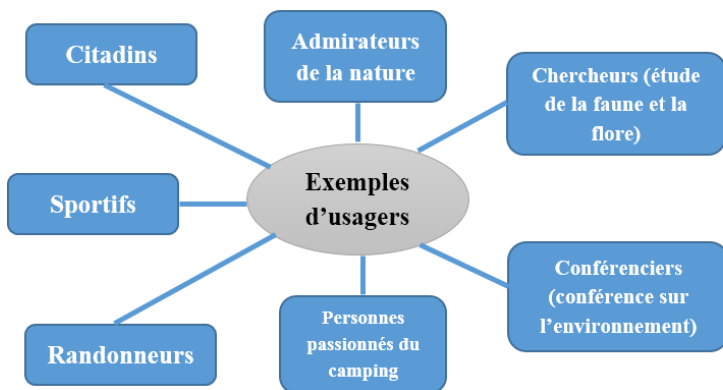 Citadins
Admirateurs
de la nature
Chercheurs (étude
de la faune et la
flore)
Exemples
d’usagers
Sportifs
Conférenciers
(conférence sur
l’environnement)
Randonneurs
Personnes
passionnés du
camping